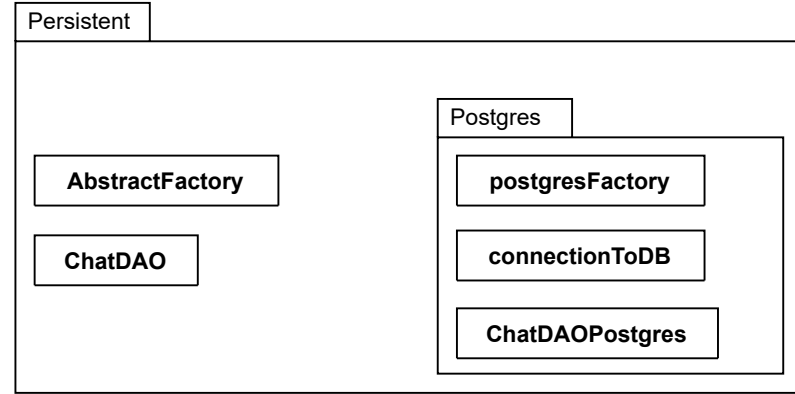 Persistent
Postgres
AbstractFactory
postgresFactory
ChatDAO
connectionToDB
ChatDAOPostgres